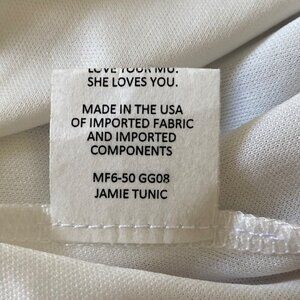 LOVE YOUR MU.
SHE LOVES YOU.
MADE IN THE USA
OF IMPORTED FABRIC
AND IMPORTED
COMPONENTS
MF6-50 GG08
JAMIE TUNIC